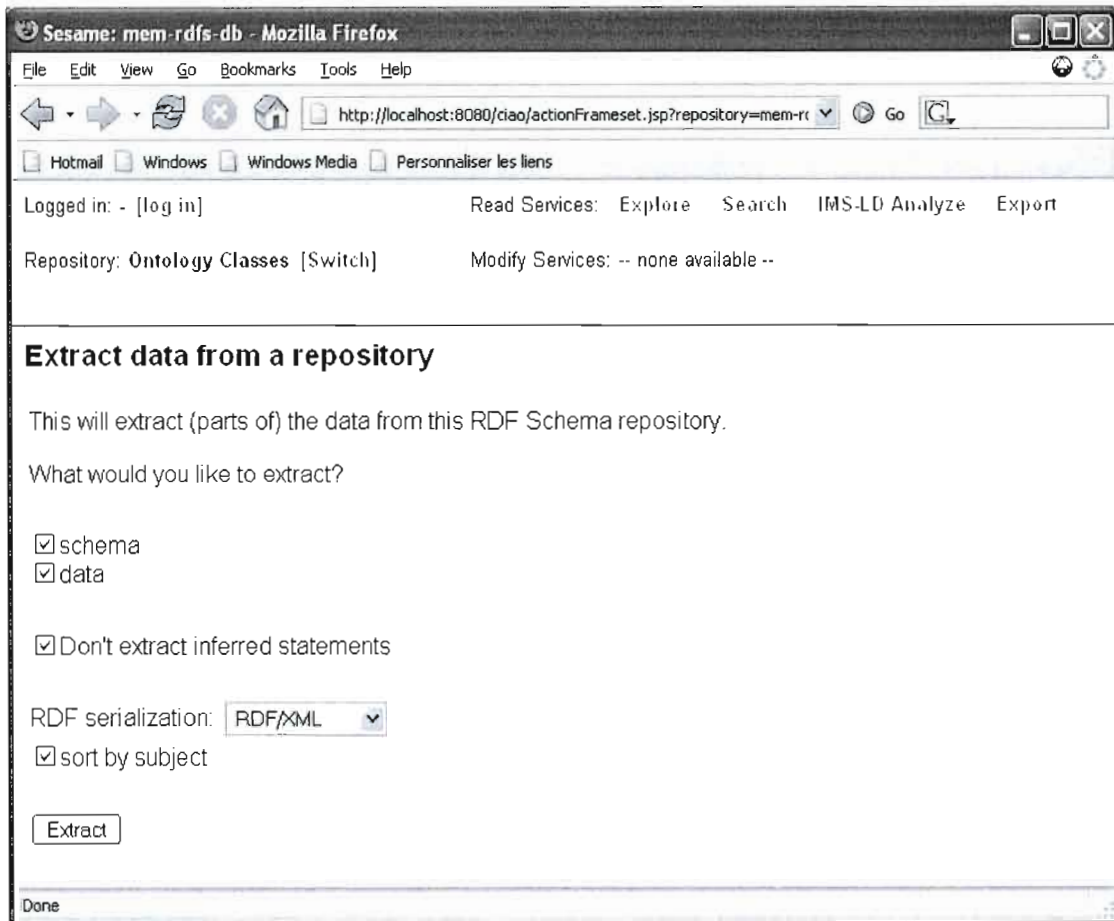 Sesame: mem-rdfs-db - Mozilla Firefox
File Edit View Go Bookmarks Tools Help
http://localhost:8080/ciao/actionFrameset.jsp?repository=mem-r Go G
Hotmail Windows Windows Media Personnaliser les liens
Logged in: - [log in] Read Services: Explore Search IMS-LD Analyze Export
Repository: Ontology Classes [Switch] Modify Services: -- none available --
Extract data from a repository
This will extract (parts of) the data from this RDF Schema repository.
What would you like to extract?
schema
data
Don't extract inferred statements
RDF serialization: RDF/XML
sort by subject
Extract
Done